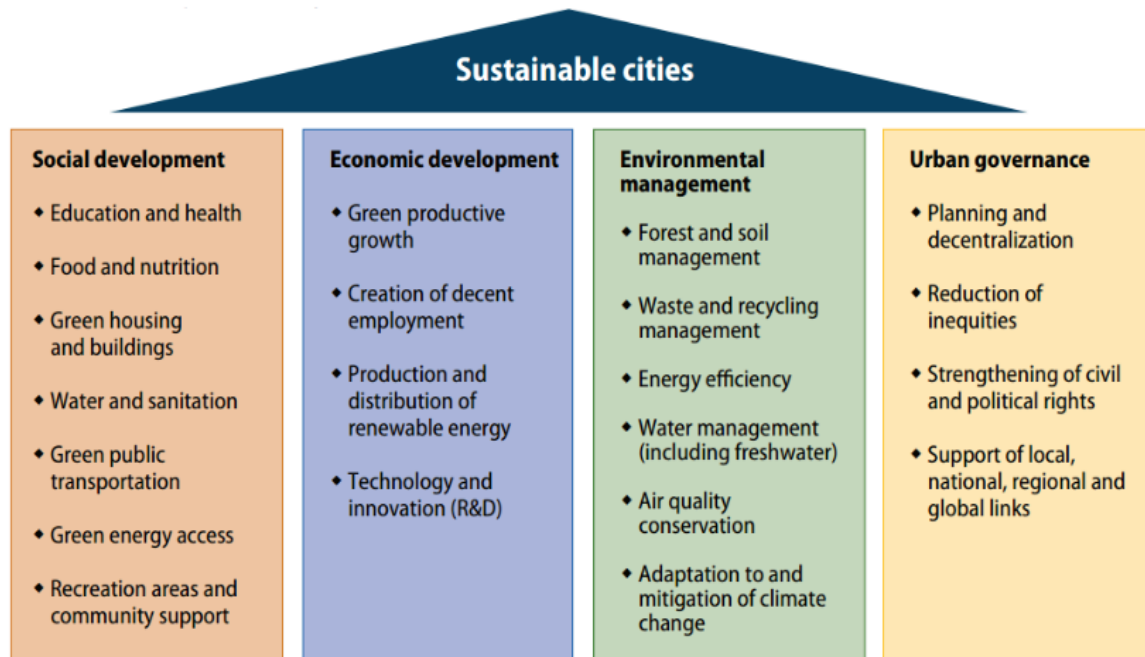 Sustainable cities
Social development
◆ Education and health
◆ Food and nutrition
◆ Green housing
and buildings
◆ Water and sanitation
◆ Green public
transportation
◆ Green energy access
◆ Recreation areas and
community support
Economic development
◆ Green productive
growth
◆ Creation of decent
employment
◆ Production and
distribution of
renewable energy
◆ Technology and
innovation (R&D)
Environmental
management
◆ Forest and soil
management
◆ Waste and recycling
management
◆ Energy efficiency
◆ Water management
(including freshwater)
◆ Air quality
conservation
◆ Adaptation to and
mitigation of climate
change
Urban governance
◆ Planning and
decentralization
◆ Reduction of
inequities
◆ Strengthening of civil
and political rights
◆ Support of local,
national, regional and
global links